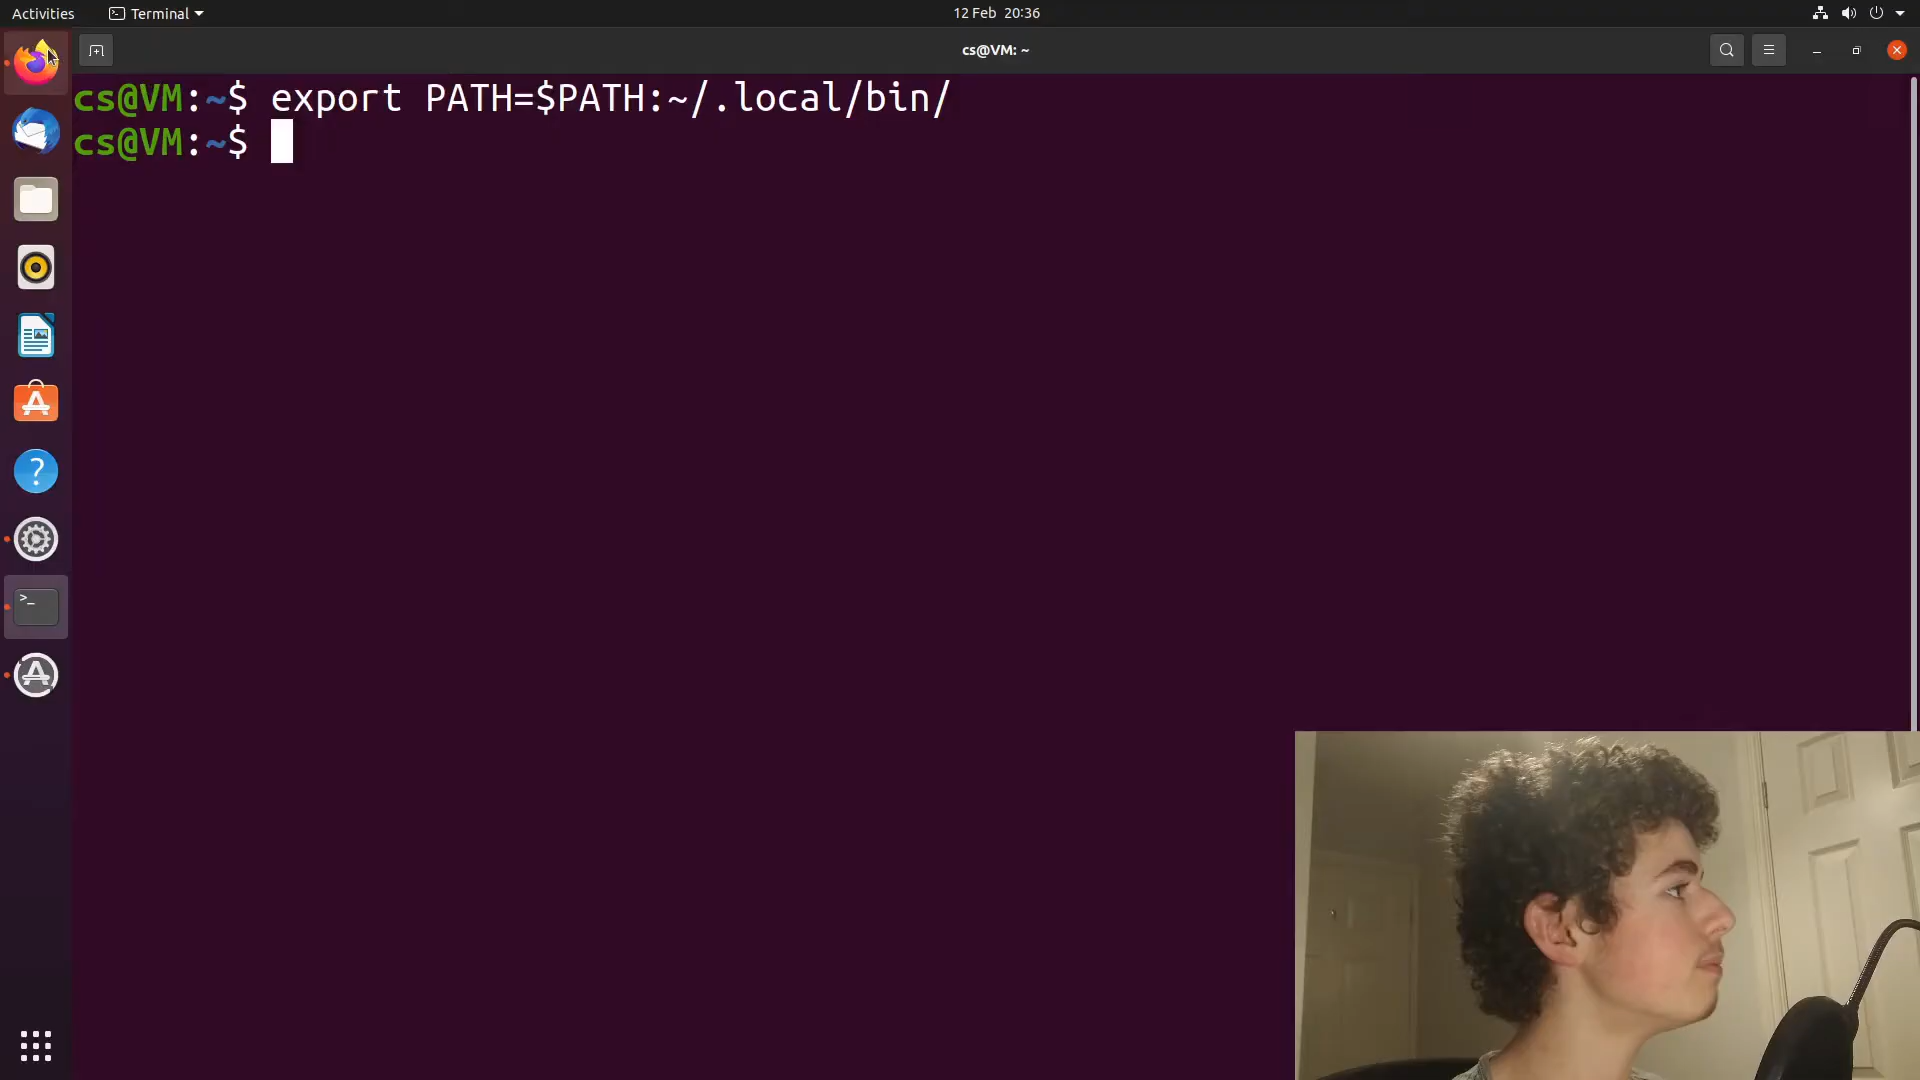 Activities
Terminal
12 Feb 20:36
cs@VM: ~
cs@VM:~$ export PATH=$PATH:~/.local/bin/
cs@VM:~$